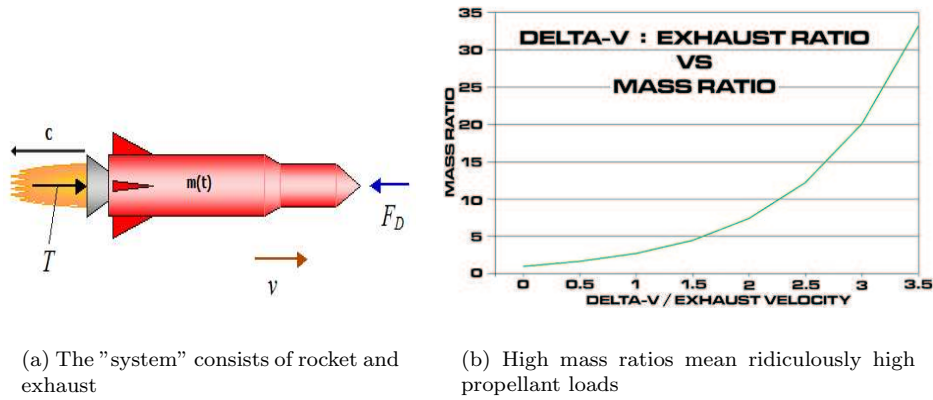 c
m(t)
T
F_D
v
(a) The "system" consists of rocket and
exhaust
DELTA-V : EXHAUST RATIO
VS
MASS RATIO
MASS RATIO
35
30
25
20
15
10
5
0
0 0.5 1 1.5 2 2.5 3 3.5
DELTA-V / EXHAUST VELOCITY
(b) High mass ratios mean ridiculously high
propellant loads